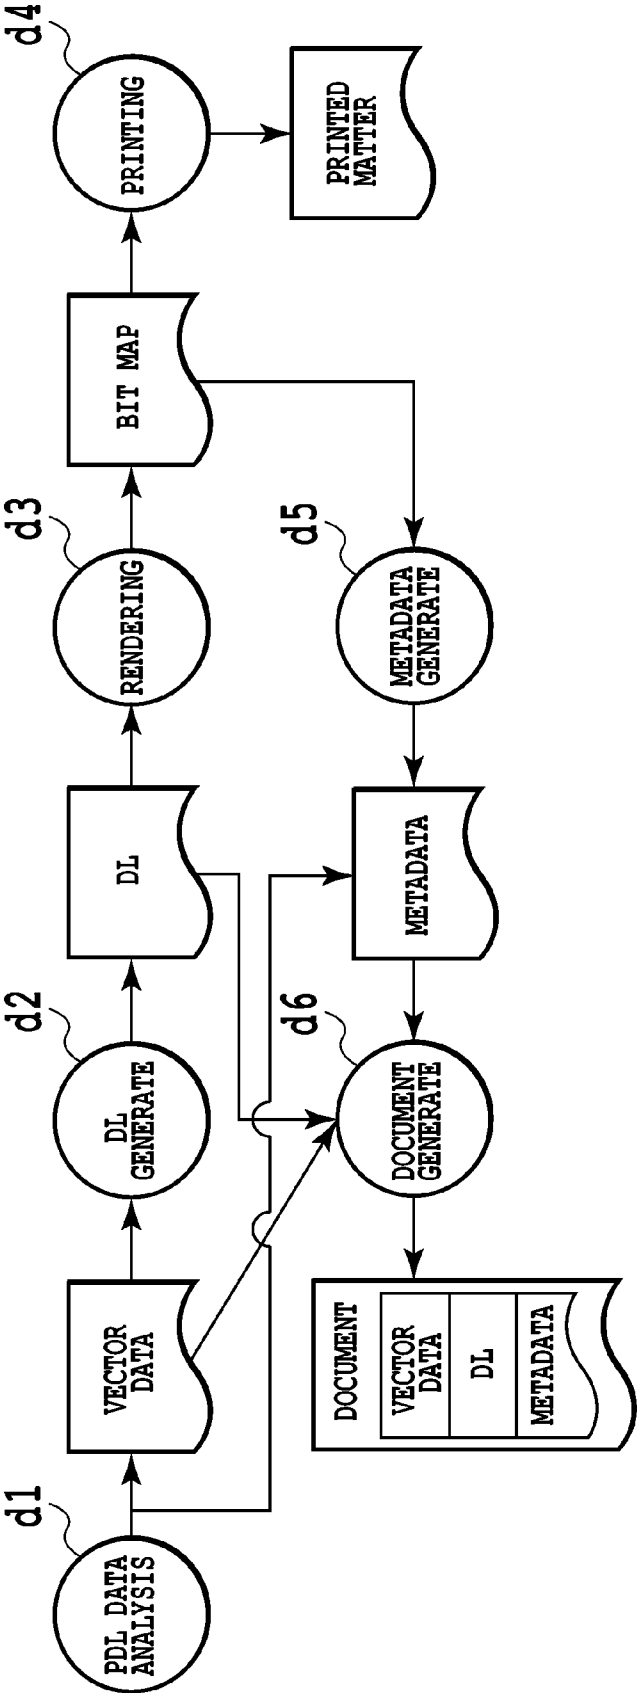 d1
PDL DATA
ANALYSIS
VECTOR
DATA
d2
DL
GENERATE
DL
d3
RENDERING
BIT MAP
d4
PRINTING
PRINTED
MATTER
d5
METADATA
GENERATE
METADATA
d6
DOCUMENT
GENERATE
DOCUMENT
VECTOR
DATA
DL
METADATA